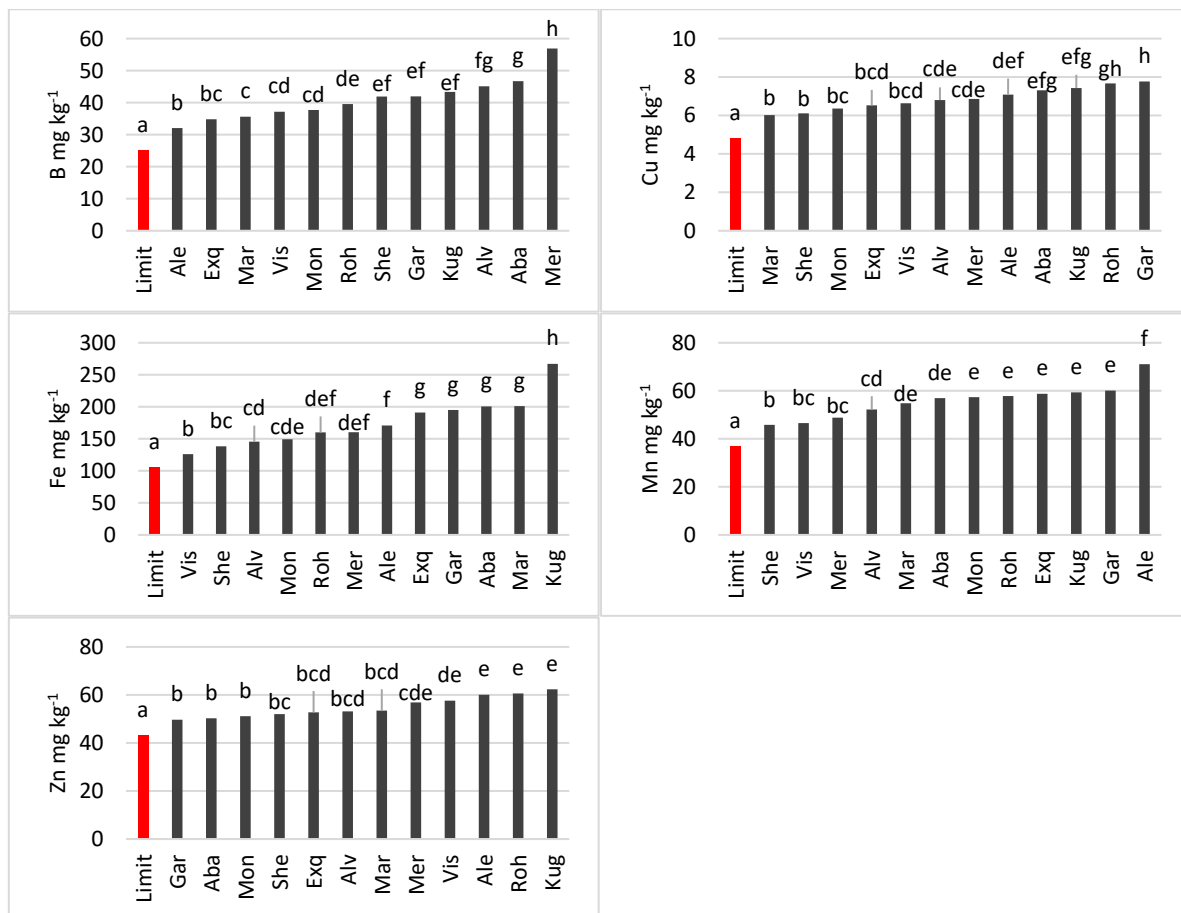 B mg kg⁻¹
60
50
40
30
20
10
0
a b bc c cd cd de ef ef ef fg g h
Limit Ale Exq Mar Vis Mon Roh She Gar Kug Alv Aba Mer
Cu mg kg⁻¹
10
8
6
4
2
0
a b b bc bcd bcd cde cde def efg efg gh h
Limit Mar She Mon Exq Vis Alv Mer Ale Aba Kug Roh Gar
Fe mg kg⁻¹
300
250
200
150
100
50
0
a b bc cd cde def def f g g g g h
Limit Vis She Alv Mon Roh Mer Ale Exq Gar Aba Mar Kug
Mn mg kg⁻¹
80
60
40
20
0
a b bc bc cd de de e e e e e f
Limit She Vis Mer Alv Mar Aba Mon Roh Exq Kug Gar Ale
Zn mg kg⁻¹
80
60
40
20
0
a b b b bc bcd bcd bcd cde de e e e
Limit Gar Aba Mon She Exq Alv Mar Mer Vis Ale Roh Kug